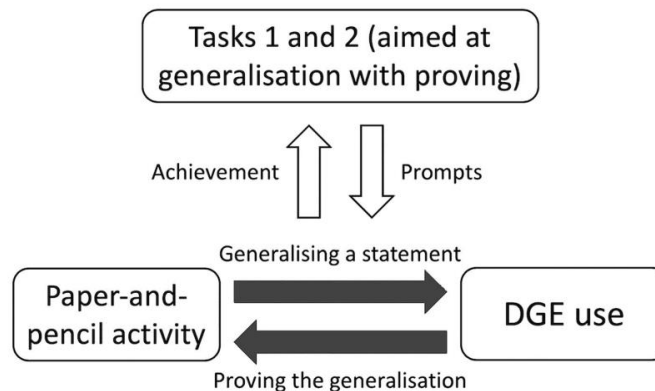 Tasks 1 and 2 (aimed at
generalisation with proving)
Achievement
Prompts
Generalising a statement
Paper-and-
pencil activity
DGE use
Proving the generalisation